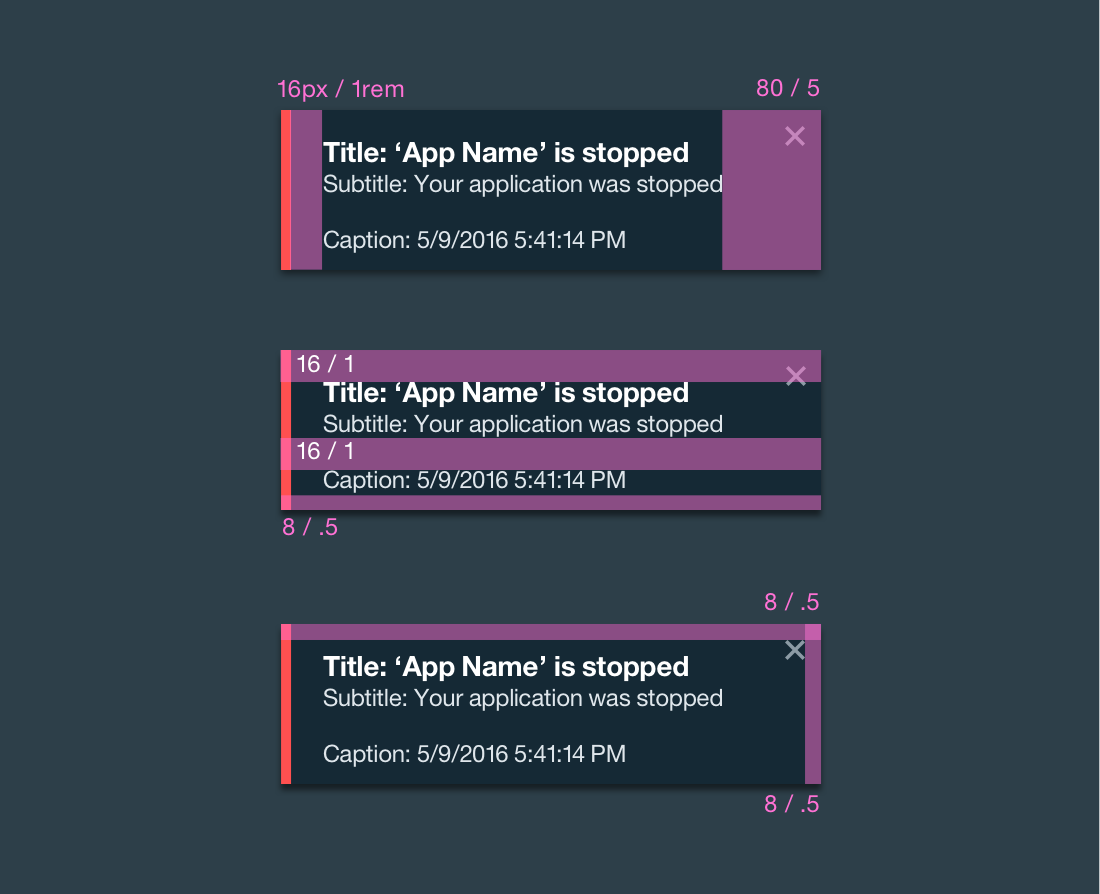 16px / 1rem
80 / 5
Title: ‘App Name’ is stopped
Subtitle: Your application was stopped
Caption: 5/9/2016 5:41:14 PM
16 / 1
Title: ‘App Name’ is stopped
Subtitle: Your application was stopped
16 / 1
Caption: 5/9/2016 5:41:14 PM
8 / .5
8 / .5
Title: ‘App Name’ is stopped
Subtitle: Your application was stopped
Caption: 5/9/2016 5:41:14 PM
8 / .5